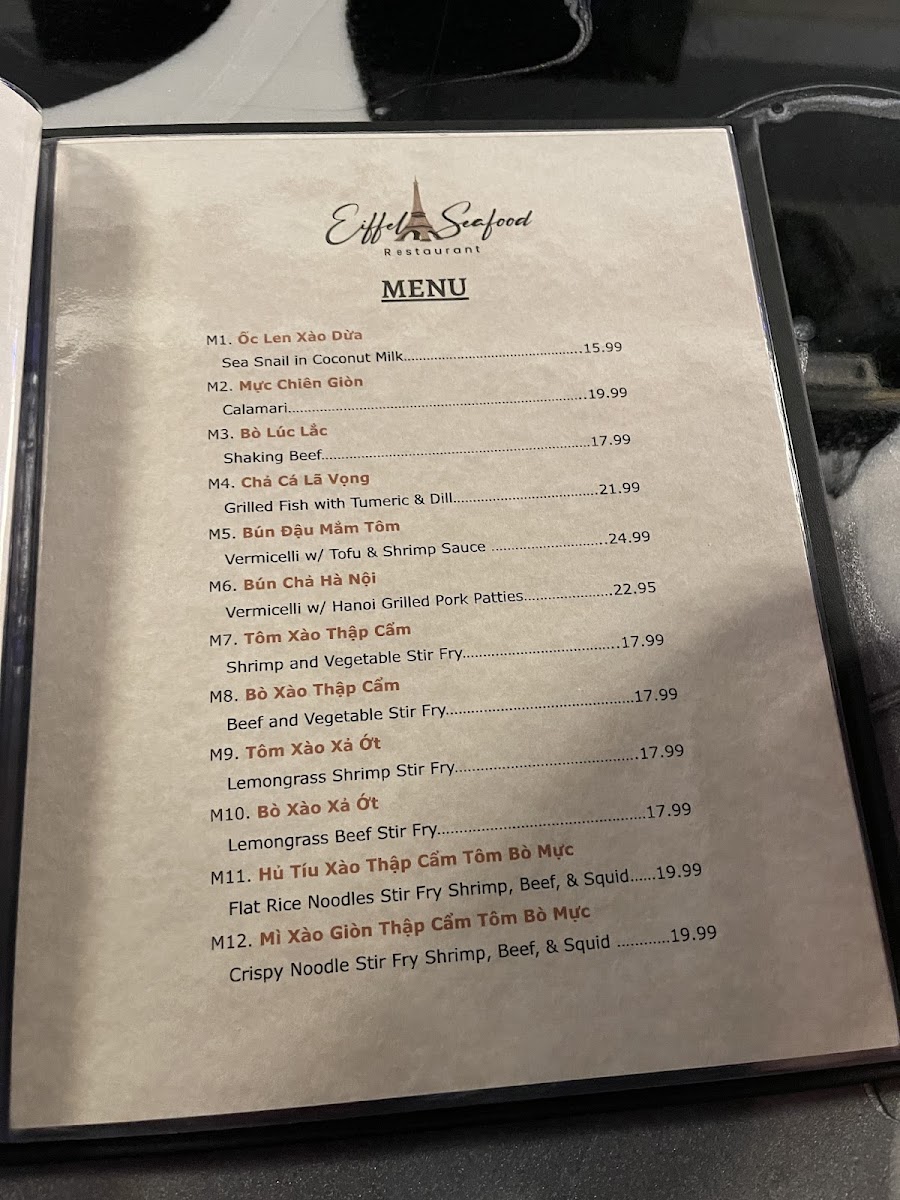 Eiffel Seafood
Restaurant
MENU
M1. Ốc Len Xào Dừa
Sea Snail in Coconut Milk............................................15.99
M2. Mực Chiên Giòn
Calamari..........................................................................19.99
M3. Bò Lúc Lắc
Shaking Beef.................................................................17.99
M4. Chả Cá Lã Vọng
Grilled Fish with Tumeric & Dill...................................21.99
M5. Bún Đậu Mắm Tôm
Vermicelli w/ Tofu & Shrimp Sauce ............................24.99
M6. Bún Chả Hà Nội
Vermicelli w/ Hanoi Grilled Pork Patties.....................22.95
M7. Tôm Xào Thập Cẩm
Shrimp and Vegetable Stir Fry.....................................17.99
M8. Bò Xào Thập Cẩm
Beef and Vegetable Stir Fry...........................................17.99
M9. Tôm Xào Xả Ớt
Lemongrass Shrimp Stir Fry..........................................17.99
M10. Bò Xào Xả Ớt
Lemongrass Beef Stir Fry..............................................17.99
M11. Hủ Tíu Xào Thập Cẩm Tôm Bò Mực
Flat Rice Noodles Stir Fry Shrimp, Beef, & Squid......19.99
M12. Mì Xào Giòn Thập Cẩm Tôm Bò Mực
Crispy Noodle Stir Fry Shrimp, Beef, & Squid ............19.99